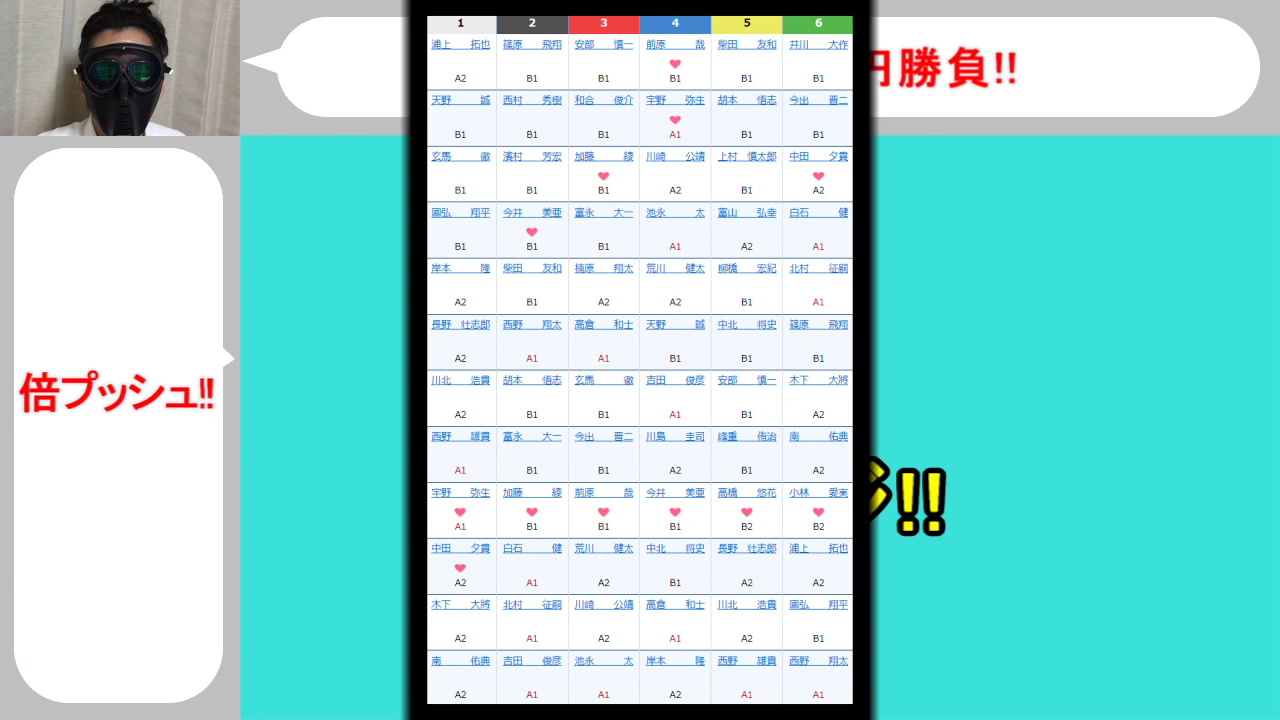 円勝負!!
倍プッシュ!!
!!
1 2 3 4 5 6
浦上 拓也 篠原 飛翔 安部 慎一 前原 哉 柴田 友和 井川 大作
A2 B1 B1 B1 B1 B1
天野 誠 西村 秀樹 和合 俊介 宇野 弥生 胡本 悟志 今出 晋二
B1 B1 B1 A1 B1 B1
玄馬 徹 濱村 芳宏 加藤 綾 川崎 公靖 上村 慎太郎 中田 夕貴
B1 B1 B1 A2 B1 A2
國弘 翔平 今井 美亜 富永 大一 池永 太 富山 弘幸 白石 健
B1 B1 B1 A1 A2 A1
岸本 隆 柴田 友和 楠原 翔太 荒川 健太 柳橋 宏紀 北村 征嗣
A2 B1 A2 A2 B1 A1
長野 壮志郎 西野 翔太 高倉 和士 天野 誠 中北 将史 篠原 飛翔
A2 A1 A1 B1 B1 B1
川北 浩貴 胡本 悟志 玄馬 徹 吉田 俊彦 安部 慎一 木下 大將
A2 B1 B1 A1 B1 A2
西野 雄貴 富永 大一 今出 晋二 川島 圭司 峰重 侑治 南 佑典
A1 B1 B1 A2 B1 A2
宇野 弥生 加藤 綾 前原 哉 今井 美亜 高橋 悠花 小林 愛実
A1 B1 B1 B1 B2 B2
中田 夕貴 白石 健 荒川 健太 中北 将史 長野 壮志郎 浦上 拓也
A2 A1 A2 B1 A2 A2
木下 大將 北村 征嗣 川崎 公靖 高倉 和士 川北 浩貴 國弘 翔平
A2 A1 A2 A1 A2 B1
南 佑典 吉田 俊彦 池永 太 岸本 隆 西野 雄貴 西野 翔太
A2 A1 A1 A2 A1 A1